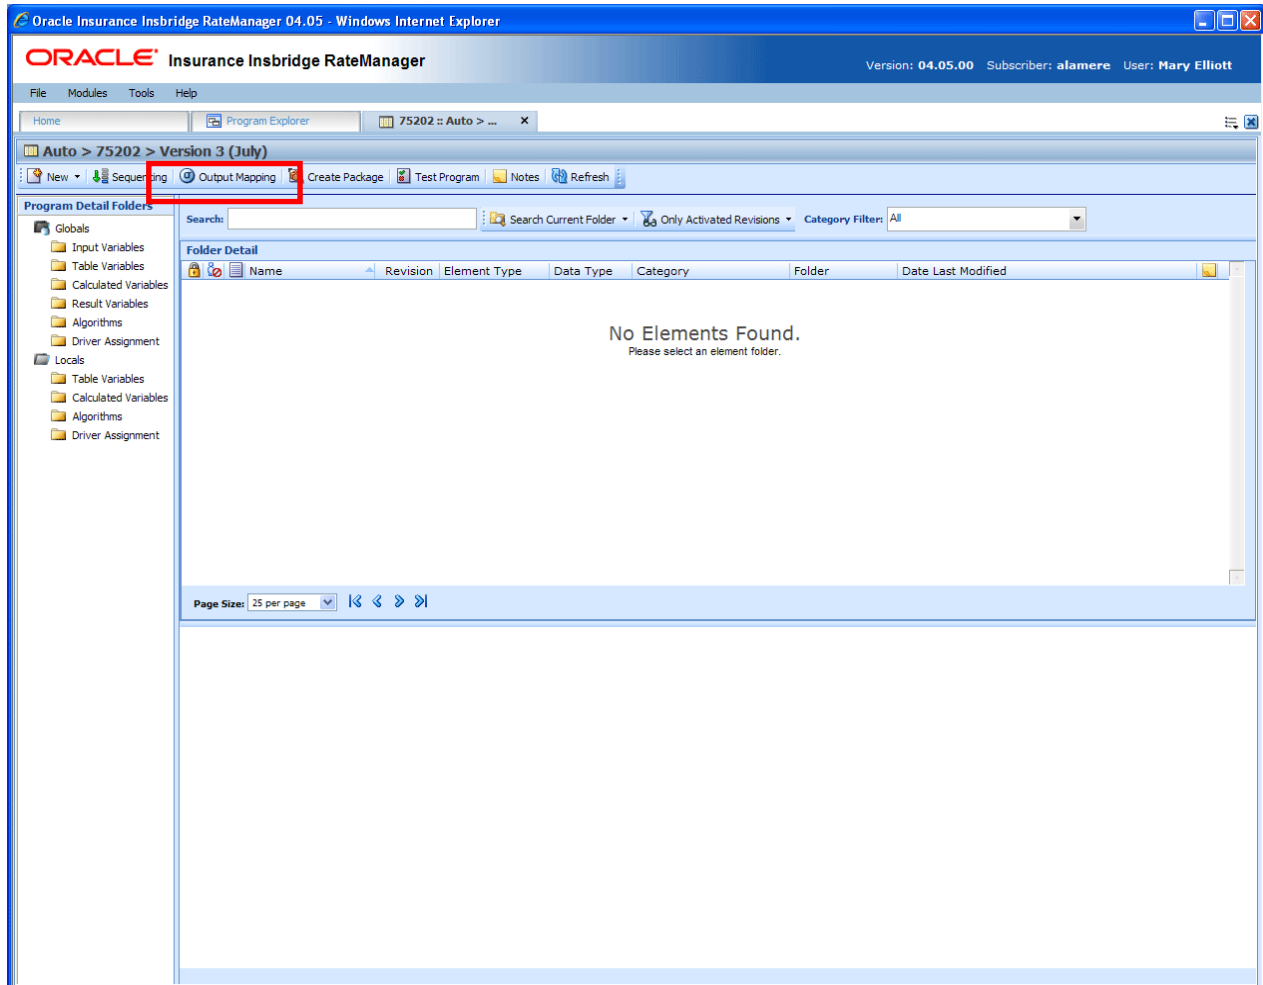 Oracle Insurance Insbridge RateManager 04.05 - Windows Internet Explorer
ORACLE Insurance Insbridge RateManager
Version: 04.05.00 Subscriber: alamere User: Mary Elliott
File Modules Tools Help
Home Program Explorer 75202 :: Auto > ... x
Auto > 75202 > Version 3 (July)
New Sequencing Output Mapping Create Package Test Program Notes Refresh
Program Detail Folders
Globals
Input Variables
Table Variables
Calculated Variables
Result Variables
Algorithms
Driver Assignment
Locals
Table Variables
Calculated Variables
Algorithms
Driver Assignment
Search: Search Current Folder Only Activated Revisions Category Filter: All
Folder Detail
Name Revision Element Type Data Type Category Folder Date Last Modified
No Elements Found.
Please select an element folder.
Page Size: 25 per page